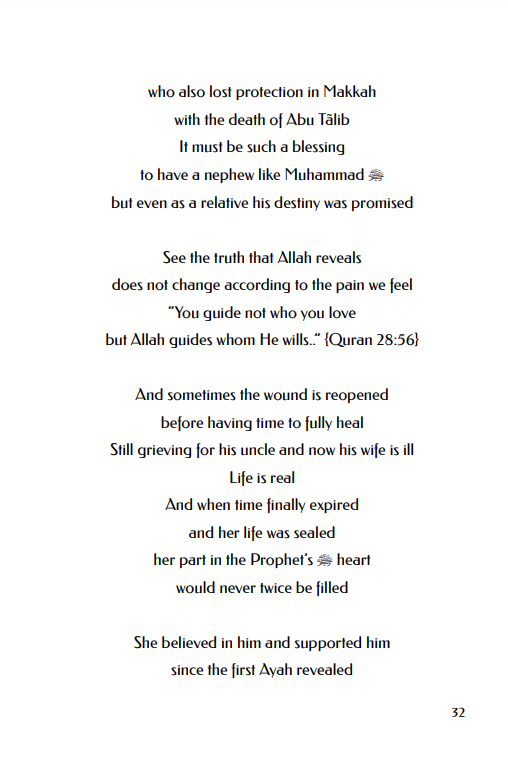 who also lost protection in Makkah
with the death of Abu Tãlib
It must be such a blessing
to have a nephew like Muhammad ﷺ
but even as a relative his destiny was promised
See the truth that Allah reveals
does not change according to the pain we feel
“You guide not who you love
but Allah guides whom He wills..” {Quran 28:56}
And sometimes the wound is reopened
before having time to fully heal
Still grieving for his uncle and now his wife is ill
Life is real
And when time finally expired
and her life was sealed
her part in the Prophet’s ﷺ heart
would never twice be filled
She believed in him and supported him
since the first Ayah revealed
32